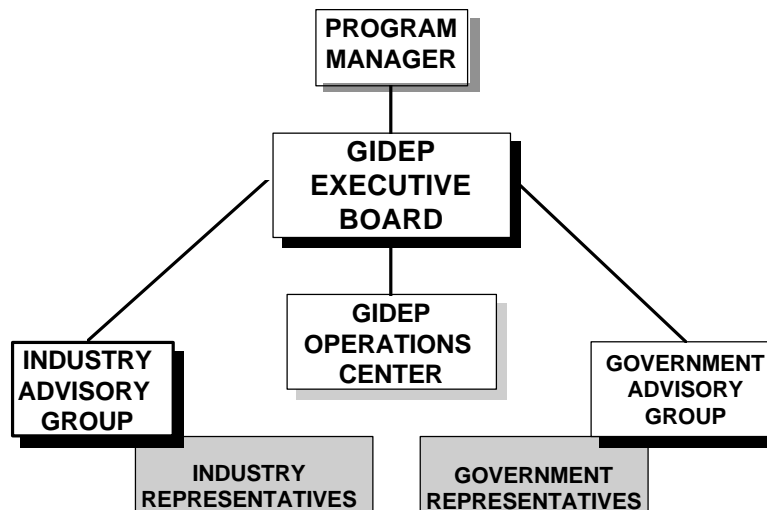 PROGRAM
MANAGER
GIDEP
EXECUTIVE
BOARD
GIDEP
OPERATIONS
CENTER
INDUSTRY
ADVISORY
GROUP
GOVERNMENT
ADVISORY
GROUP
INDUSTRY
REPRESENTATIVES
GOVERNMENT
REPRESENTATIVES